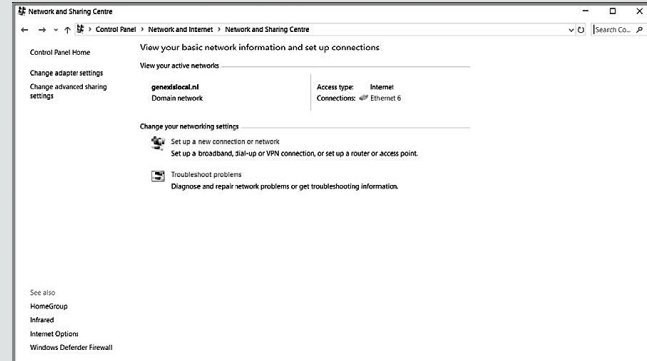 Network and Sharing Centre
Control Panel > Network and Internet > Network and Sharing Centre
Search Co...
Control Panel Home
Change adapter settings
Change advanced sharing
settings
View your basic network information and set up connections
View your active networks
genexislocal.nl
Domain network
Access type: Internet
Connections: Ethernet 6
Change your networking settings
Set up a new connection or network
Set up a broadband, dial-up or VPN connection, or set up a router or access point.
Troubleshoot problems
Diagnose and repair network problems or get troubleshooting information.
See also
HomeGroup
Infrared
Internet Options
Windows Defender Firewall